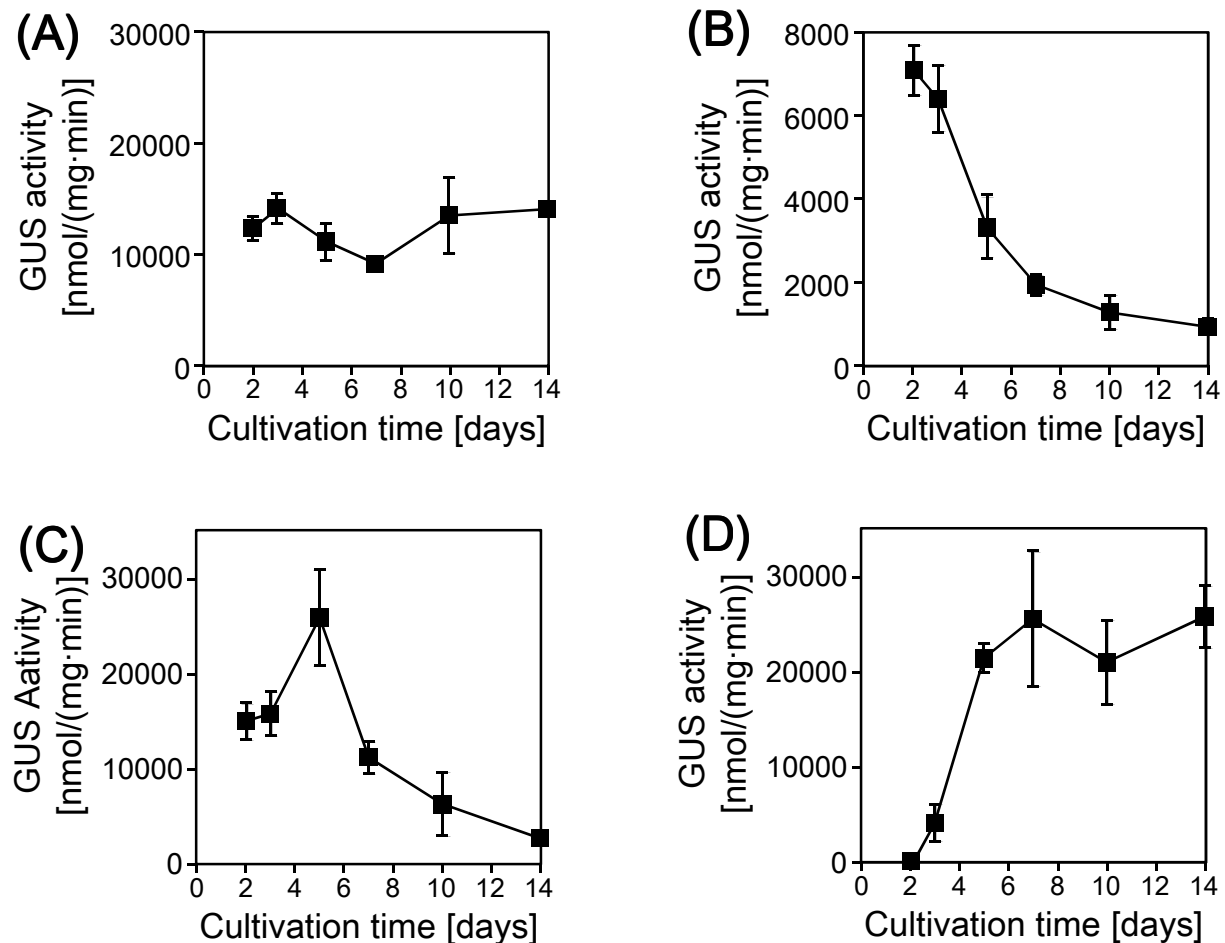 (A)
GUS activity
[nmol/(mg·min)]
30000
20000
10000
0
0 2 4 6 8 10 12 14
Cultivation time [days]
(B)
GUS activity
[nmol/(mg·min)]
8000
6000
4000
2000
0
0 2 4 6 8 10 12 14
Cultivation time [days]
(C)
GUS Aativity
[nmol/(mg·min)]
30000
20000
10000
0
0 2 4 6 8 10 12 14
Cultivation time [days]
(D)
GUS activity
[nmol/(mg·min)]
30000
20000
10000
0
0 2 4 6 8 10 12 14
Cultivation time [days]